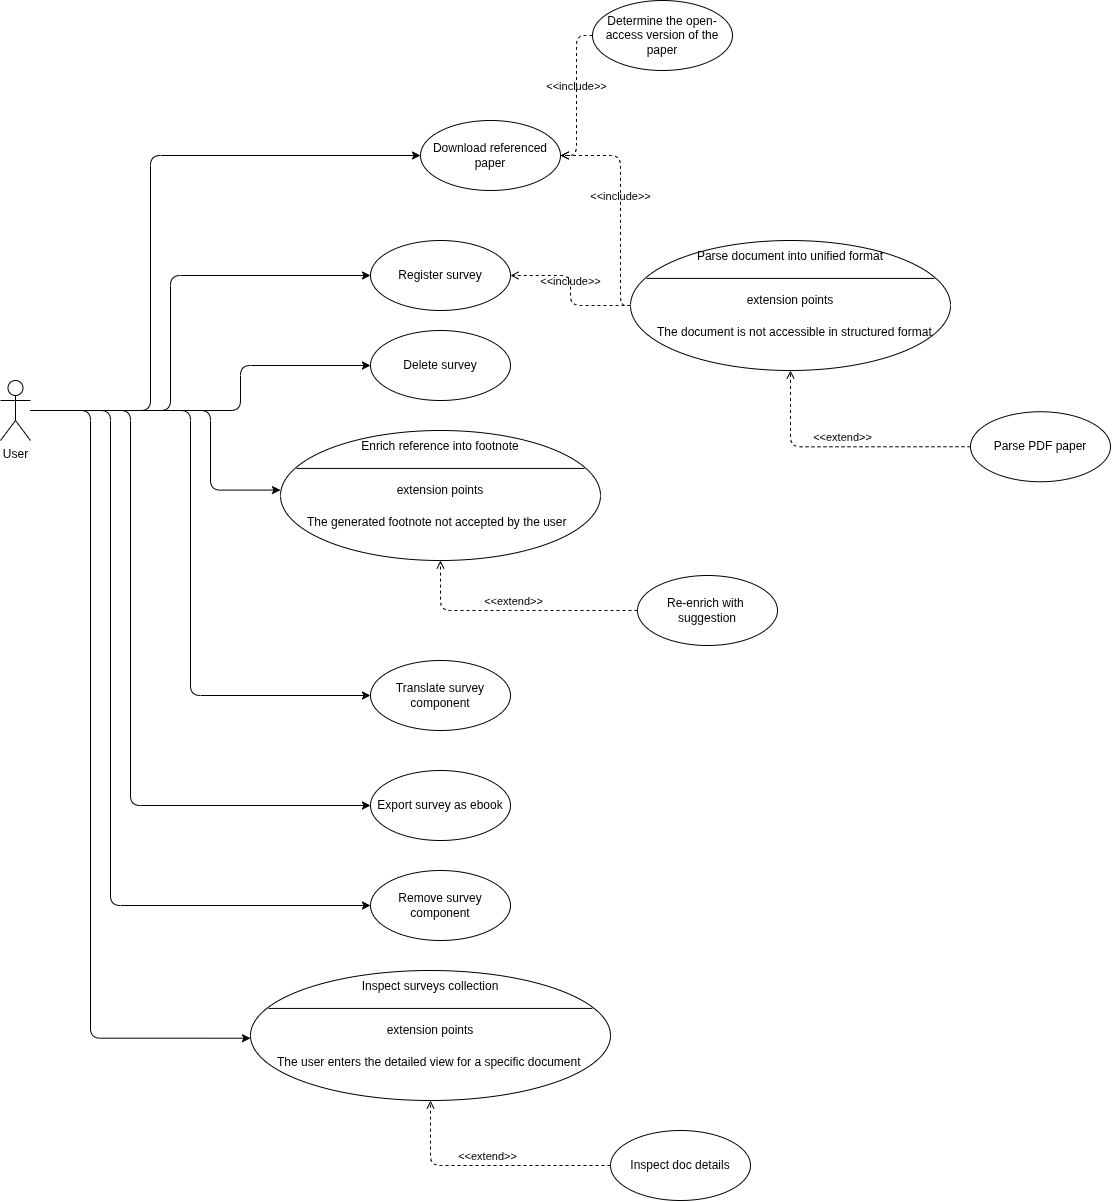 Determine the open-
access version of the
paper
<<include>>
Download referenced
paper
<<include>>
Register survey
<<include>>
Parse document into unified format
extension points
The document is not accessible in structured format
Delete survey
User
Enrich reference into footnote
extension points
The generated footnote not accepted by the user
<<extend>>
Parse PDF paper
<<extend>>
Re-enrich with
suggestion
Translate survey
component
Export survey as ebook
Remove survey
component
Inspect surveys collection
extension points
The user enters the detailed view for a specific document
<<extend>>
Inspect doc details